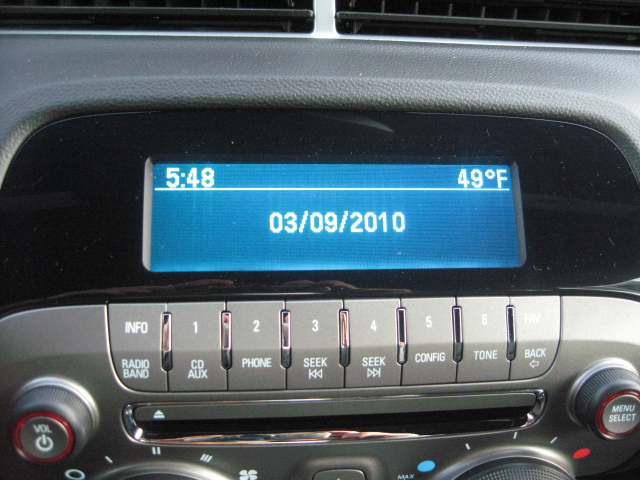 5:48 49°F
03/09/2010
INFO 1 2 3 4 5 6 FAV
RADIO BAND CD AUX PHONE SEEK SEEK CONFIG TONE BACK
VOL
MENU SELECT
MAX